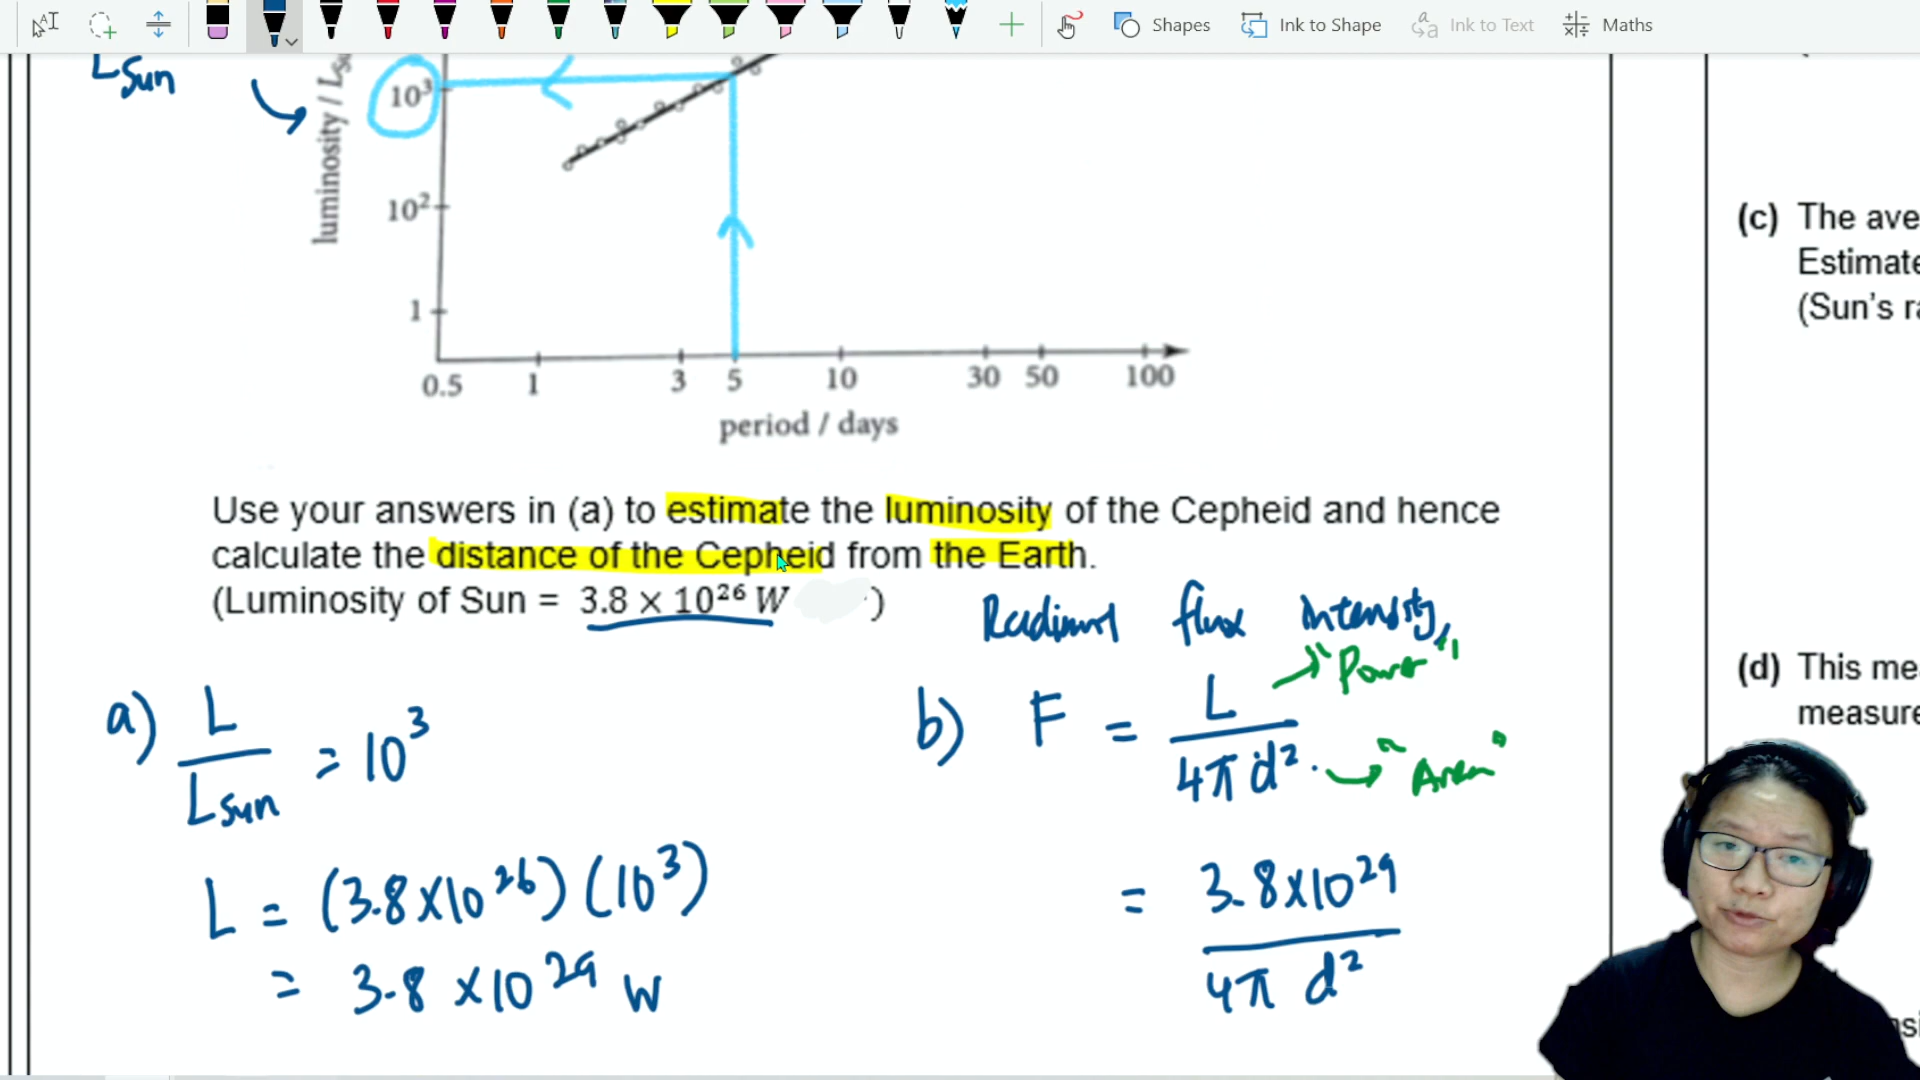 Shapes
Ink to Shape
Ink to Text
Maths
LSun
luminosity / LSu
10³
10²
1
0.5 1 3 5 10 30 50 100
period / days
Use your answers in (a) to estimate the luminosity of the Cepheid and hence
calculate the distance of the Cepheid from the Earth.
(Luminosity of Sun = 3.8 × 10²⁶ W )
Radiant flux intensity,
a) L / LSun = 10³
L = (3.8×10²⁶)(10³)
= 3.8 ×10²⁹ W
b) F = L / 4π d².
"Power"
"Area"
= 3.8×10²⁹ / 4π d²
(c) The ave
Estimate
(Sun's ra
(d) This me
measure